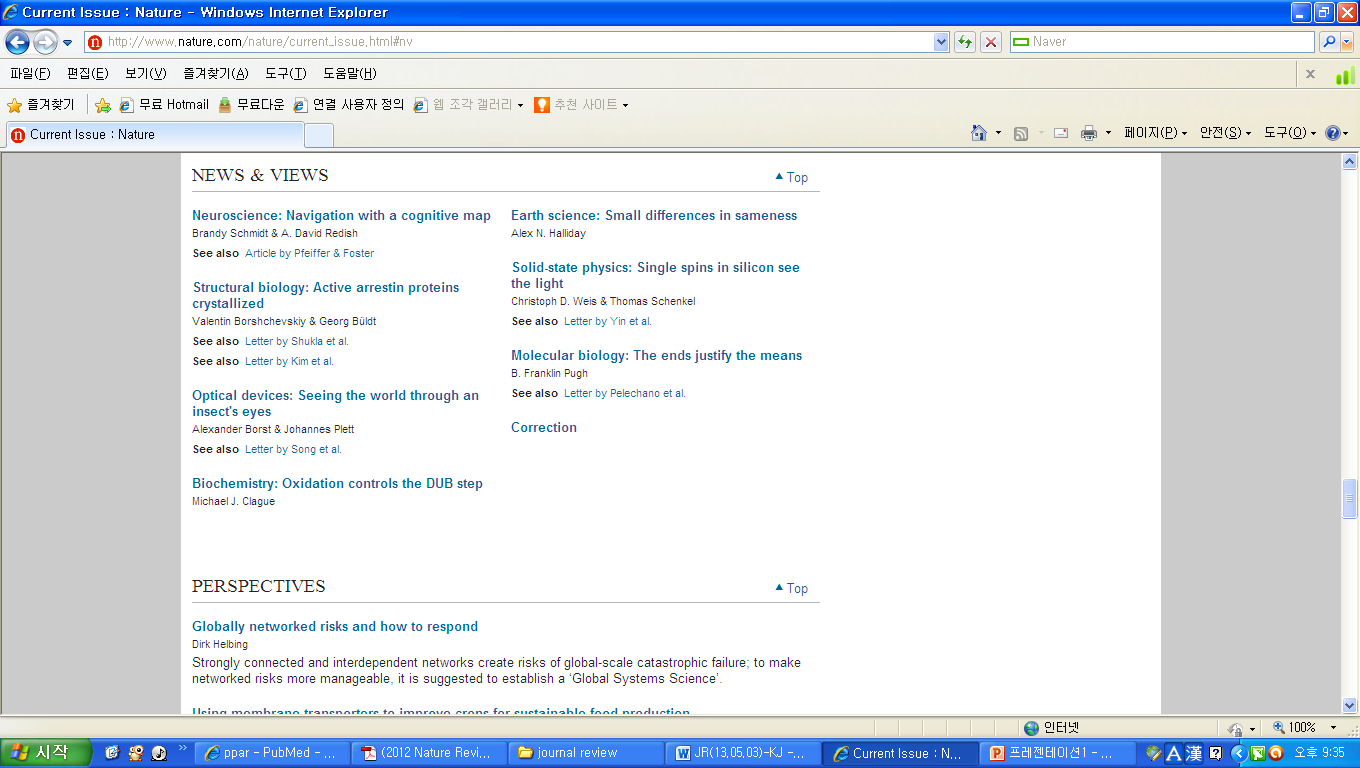 Current Issue : Nature - Windows Internet Explorer
http://www.nature.com/nature/current_issue.html#nv
Naver
파일(F) 편집(E) 보기(V) 즐겨찾기(A) 도구(T) 도움말(H)
즐겨찾기 무료 Hotmail 무료다운 연결 사용자 정의 웹 조각 갤러리 추천 사이트
Current Issue : Nature
페이지(P) 안전(S) 도구(O)
NEWS & VIEWS
Top
Neuroscience: Navigation with a cognitive map
Brandy Schmidt & A. David Redish
See also Article by Pfeiffer & Foster
Structural biology: Active arrestin proteins
crystallized
Valentin Borshchevskiy & Georg Büldt
See also Letter by Shukla et al.
See also Letter by Kim et al.
Optical devices: Seeing the world through an
insect's eyes
Alexander Borst & Johannes Plett
See also Letter by Song et al.
Biochemistry: Oxidation controls the DUB step
Michael J. Clague
Earth science: Small differences in sameness
Alex N. Halliday
Solid-state physics: Single spins in silicon see
the light
Christoph D. Weis & Thomas Schenkel
See also Letter by Yin et al.
Molecular biology: The ends justify the means
B. Franklin Pugh
See also Letter by Pelechano et al.
Correction
PERSPECTIVES
Top
Globally networked risks and how to respond
Dirk Helbing
Strongly connected and interdependent networks create risks of global-scale catastrophic failure; to make
networked risks more manageable, it is suggested to establish a ‘Global Systems Science’.
Using membrane transporters to improve crops for sustainable food production
인터넷
100%
시작
ppar - PubMed - ...
(2012 Nature Revi...
journal review
JR(13,05,03)-KJ -...
Current Issue : N...
프레젠테이션1 - ...
A 漢
오후 9:35